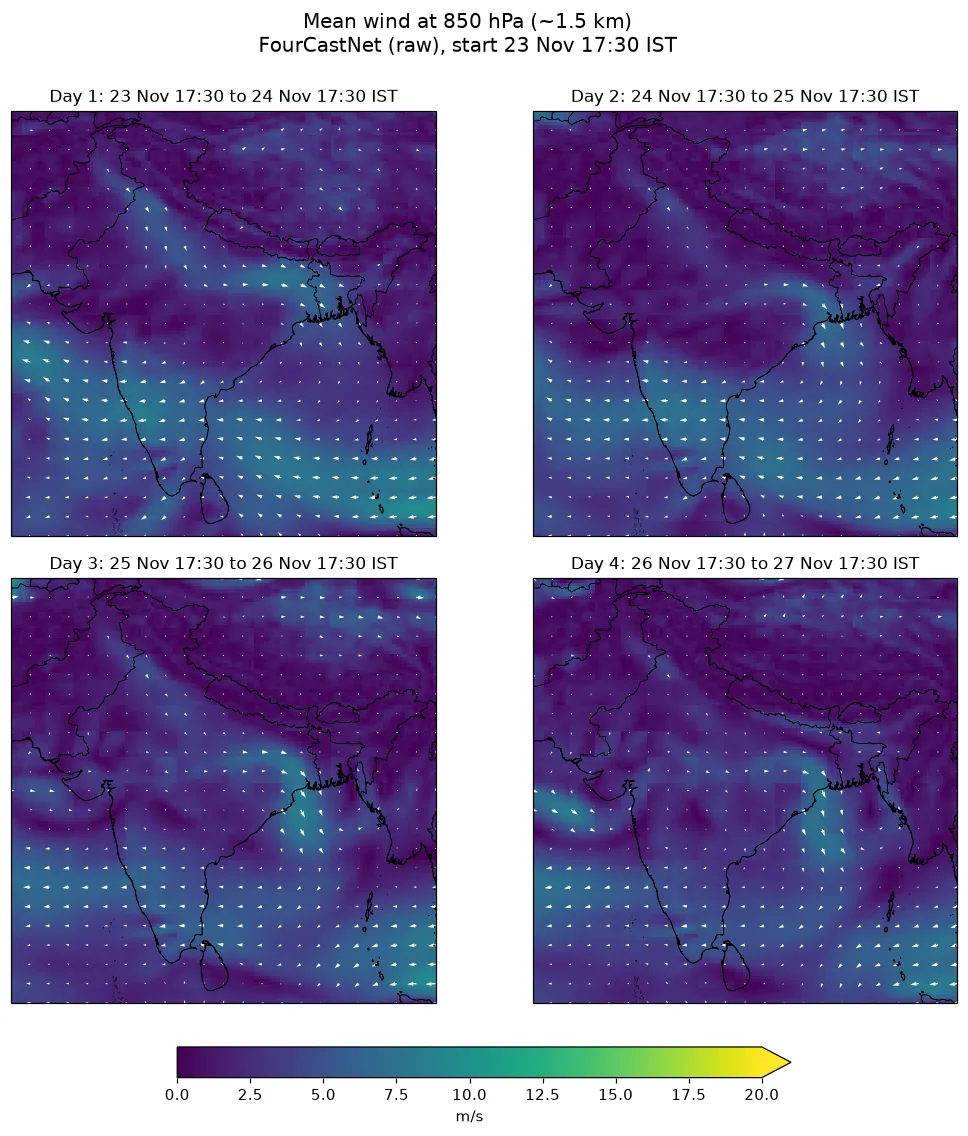 Mean wind at 850 hPa (~1.5 km)
FourCastNet (raw), start 23 Nov 17:30 IST
Day 1: 23 Nov 17:30 to 24 Nov 17:30 IST
Day 2: 24 Nov 17:30 to 25 Nov 17:30 IST
Day 3: 25 Nov 17:30 to 26 Nov 17:30 IST
Day 4: 26 Nov 17:30 to 27 Nov 17:30 IST
0.0 2.5 5.0 7.5 10.0 12.5 15.0 17.5 20.0
m/s